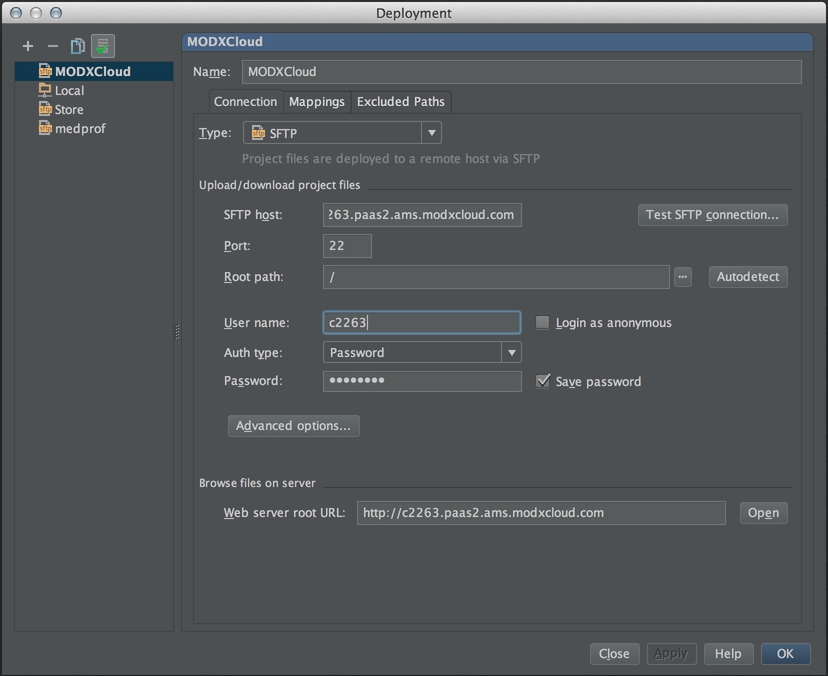 Deployment
MODXCloud
Local
Store
medprof
MODXCloud
Name: MODXCloud
Connection Mappings Excluded Paths
Type: SFTP
Project files are deployed to a remote host via SFTP
Upload/download project files
SFTP host: 263.paas2.ams.modxcloud.com Test SFTP connection...
Port: 22
Root path: / ... Autodetect
User name: c2263 Login as anonymous
Auth type: Password
Password: •••••••• Save password
Advanced options...
Browse files on server
Web server root URL: http://c2263.paas2.ams.modxcloud.com Open
Close Apply Help OK